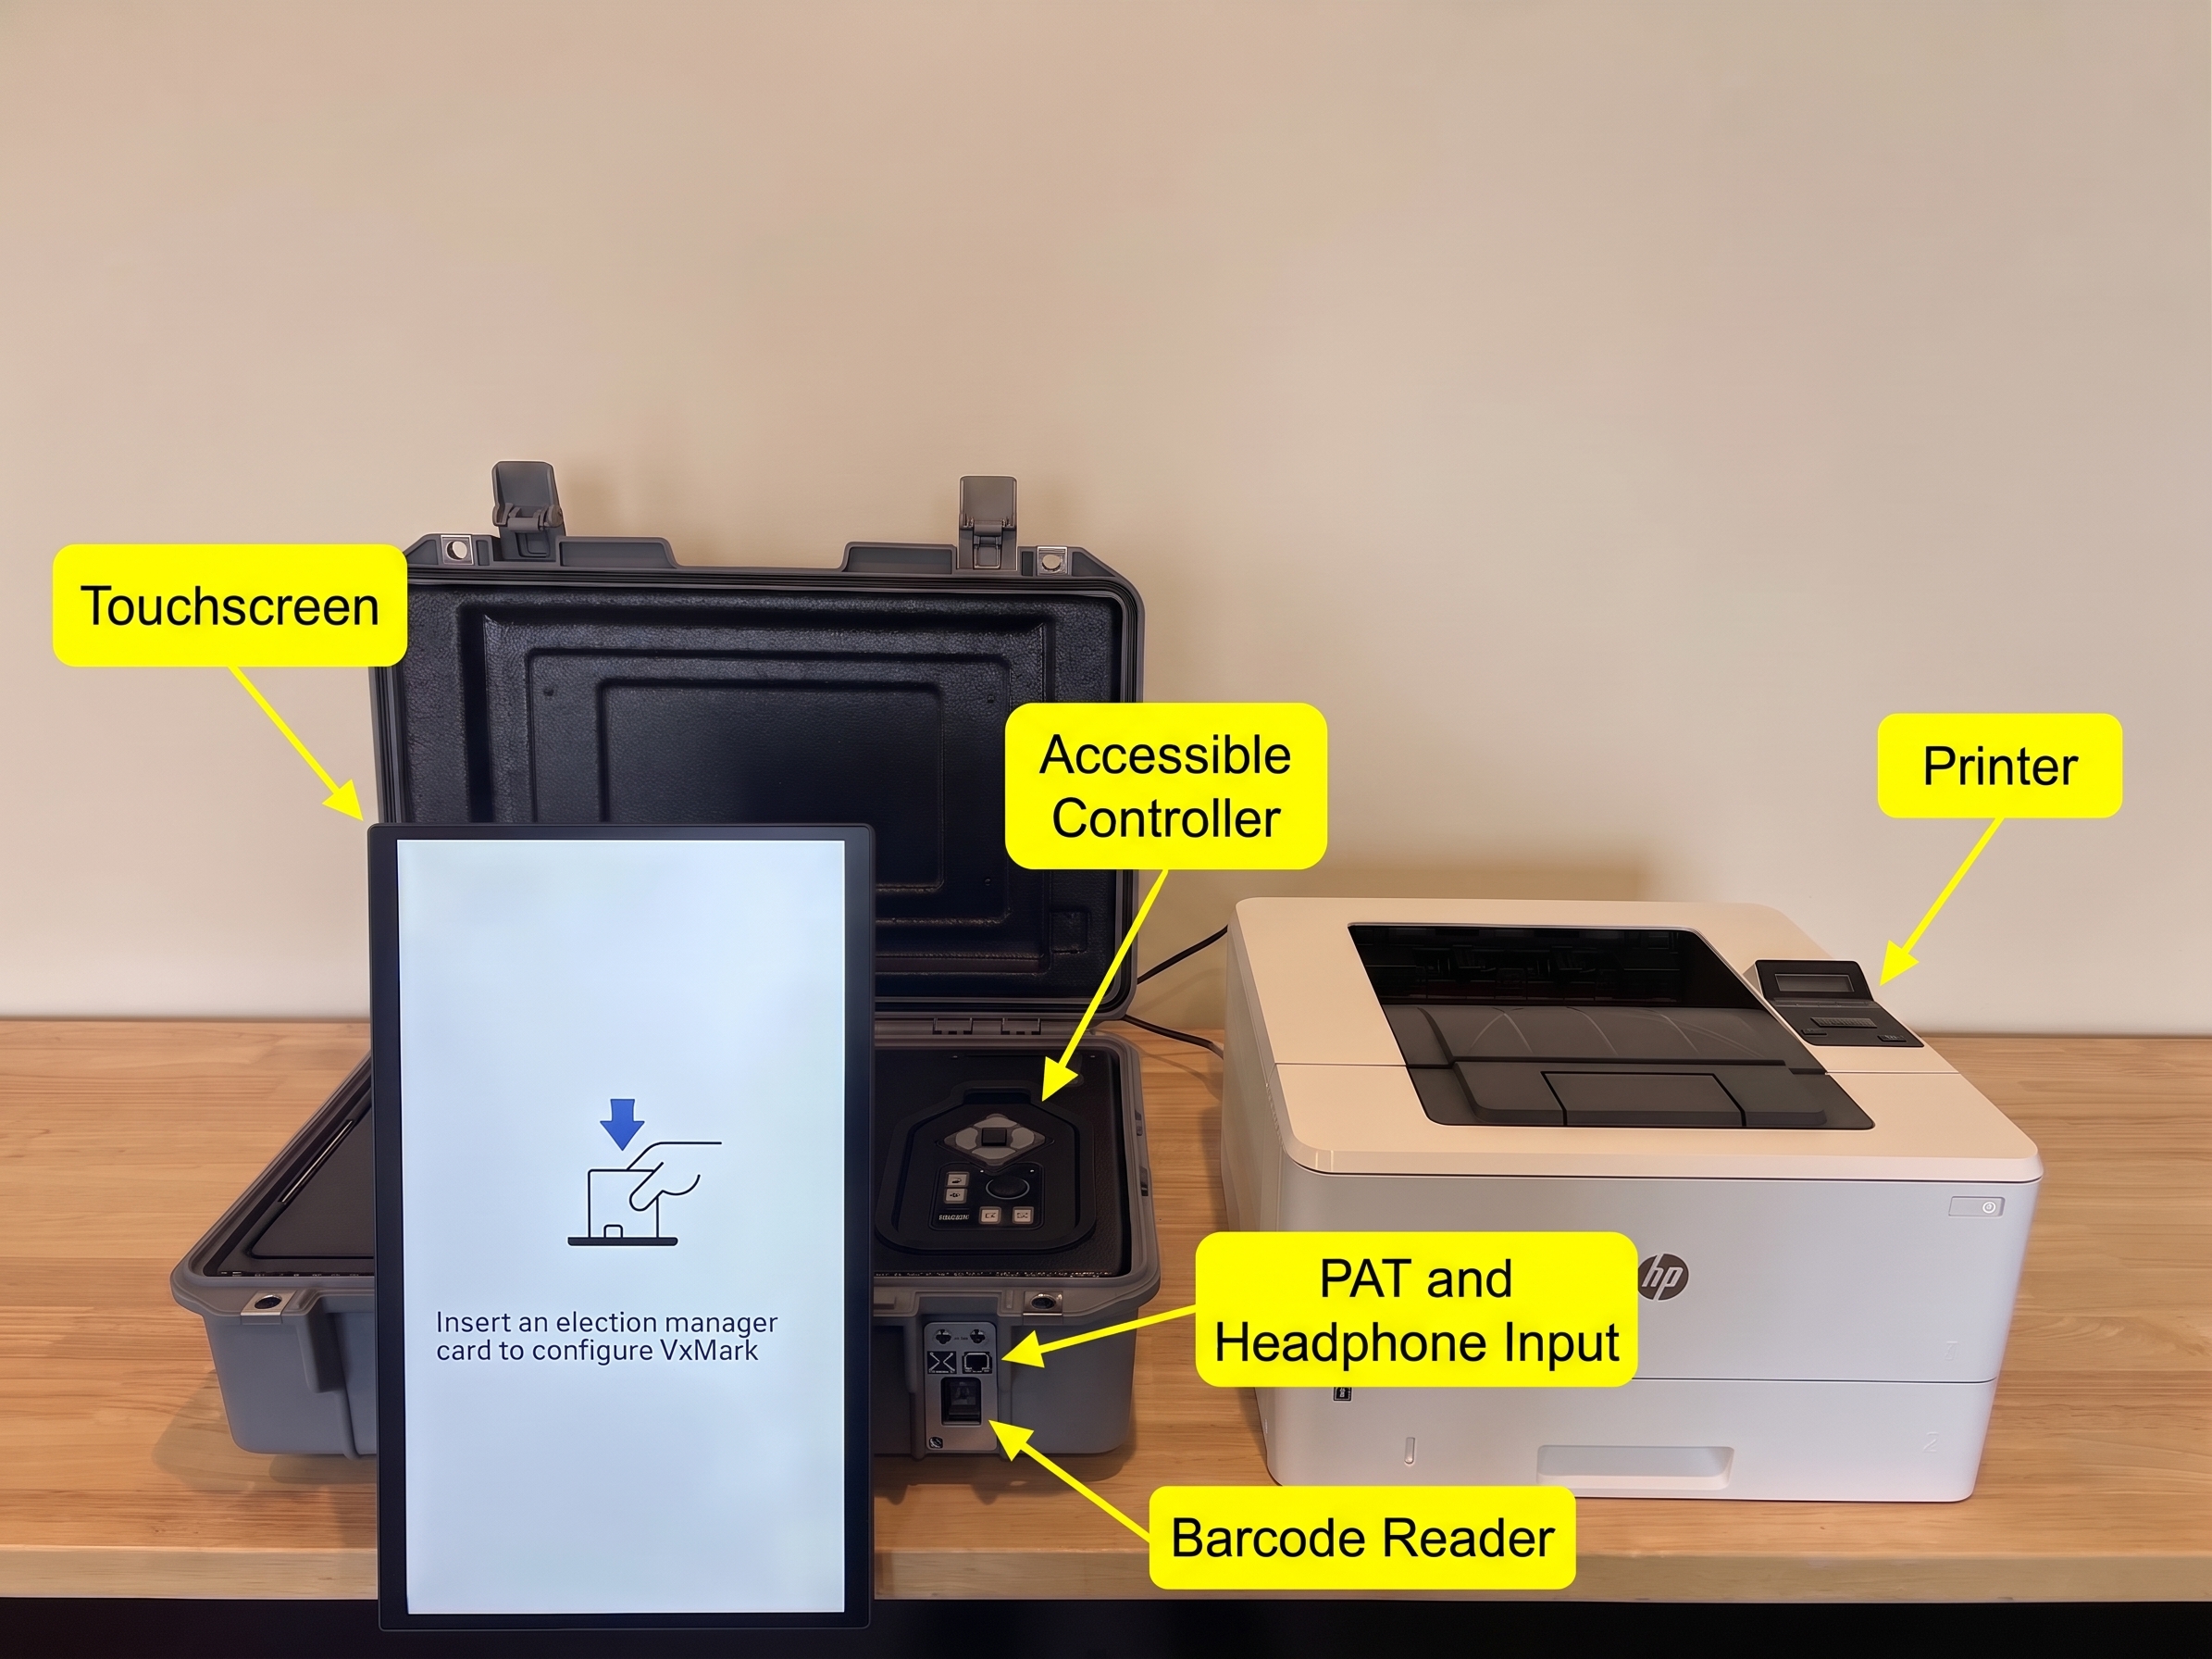 Touchscreen
Accessible
Controller
Printer
PAT and
Headphone Input
hp
Insert an election manager
card to configure VxMark
Barcode Reader
2